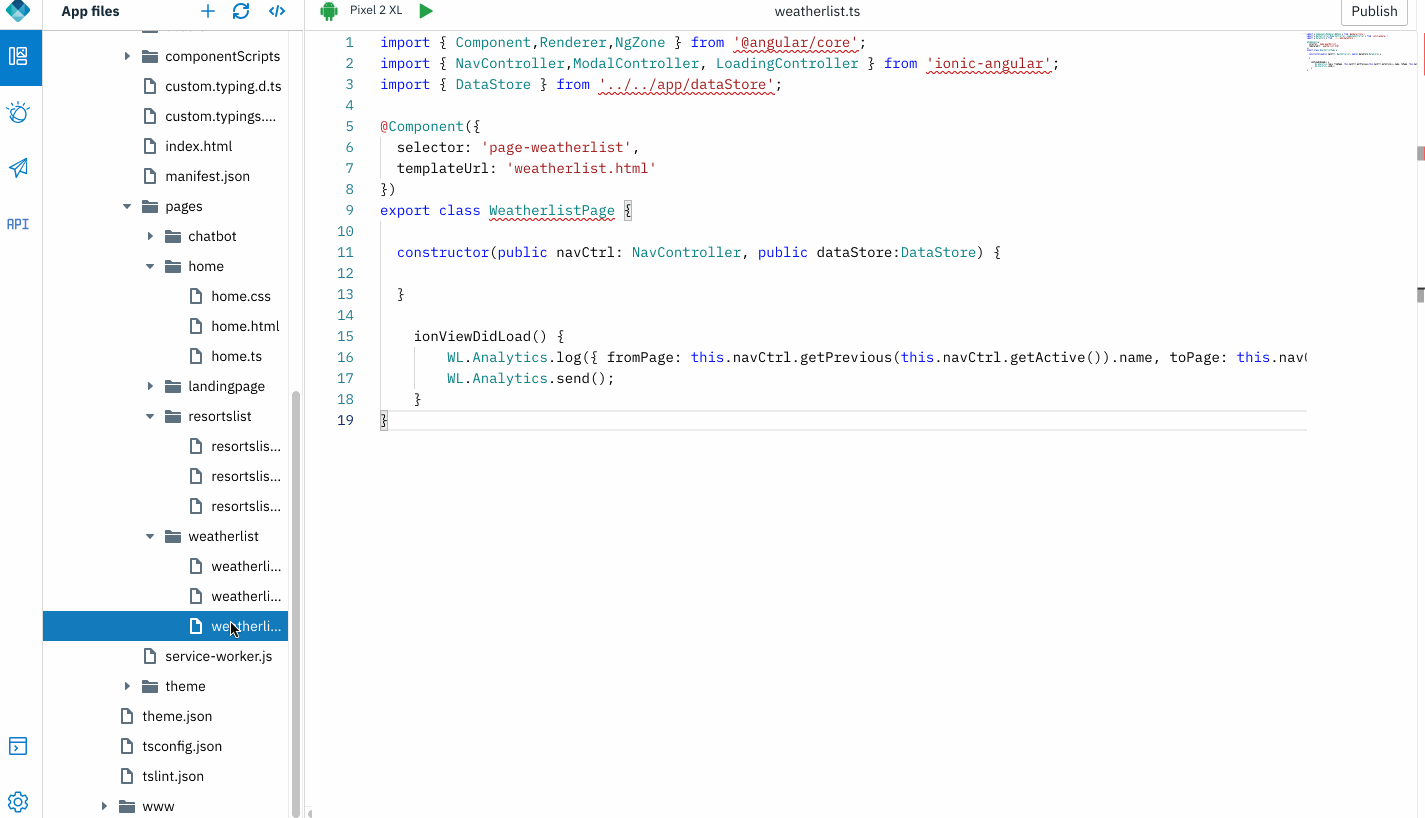 App files
Pixel 2 XL
weatherlist.ts
Publish
API
componentScripts
custom.typing.d.ts
custom.typings....
index.html
manifest.json
pages
chatbot
home
home.css
home.html
home.ts
landingpage
resortslist
resortslis...
resortslis...
resortslis...
weatherlist
weatherli...
weatherli...
weatherli...
service-worker.js
theme
theme.json
tsconfig.json
tslint.json
www
1 import { Component,Renderer,NgZone } from '@angular/core';
2 import { NavController,ModalController, LoadingController } from 'ionic-angular';
3 import { DataStore } from '../../app/dataStore';
4
5 @Component({
6 selector: 'page-weatherlist',
7 templateUrl: 'weatherlist.html'
8 })
9 export class WeatherlistPage {
10
11 constructor(public navCtrl: NavController, public dataStore:DataStore) {
12
13 }
14
15 ionViewDidLoad() {
16 WL.Analytics.log({ fromPage: this.navCtrl.getPrevious(this.navCtrl.getActive()).name, toPage: this.nav
17 WL.Analytics.send();
18 }
19 }